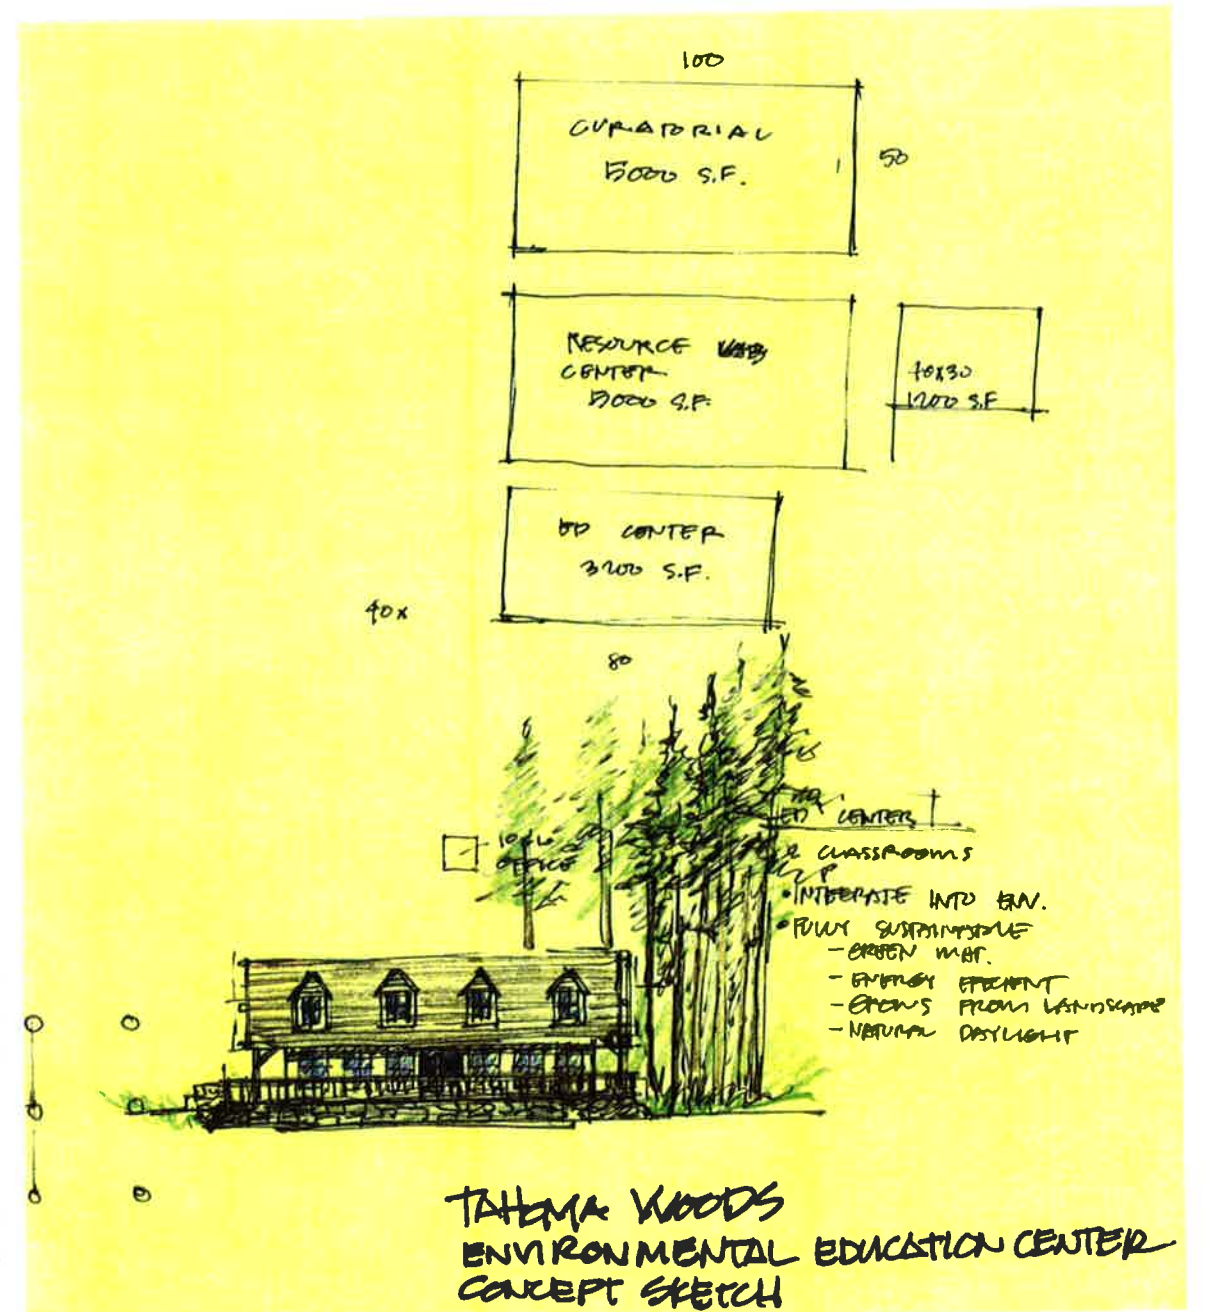 100
CURATORIAL
5000 S.F.
50
RESOURCE
CENTER
5000 S.F.
40x30
1200 S.F
ED CENTER
3200 S.F.
40x
80
OFFICE
ED CENTER
2 CLASSROOMS
• INTEGRATE INTO ENV.
• FULLY SUSTAINABLE
- GREEN MAT.
- ENERGY EFFICIENT
- GROWS FROM LANDSCAPE
- NATURAL DAYLIGHT
TAHOMA WOODS
ENVIRONMENTAL EDUCATION CENTER
CONCEPT SKETCH